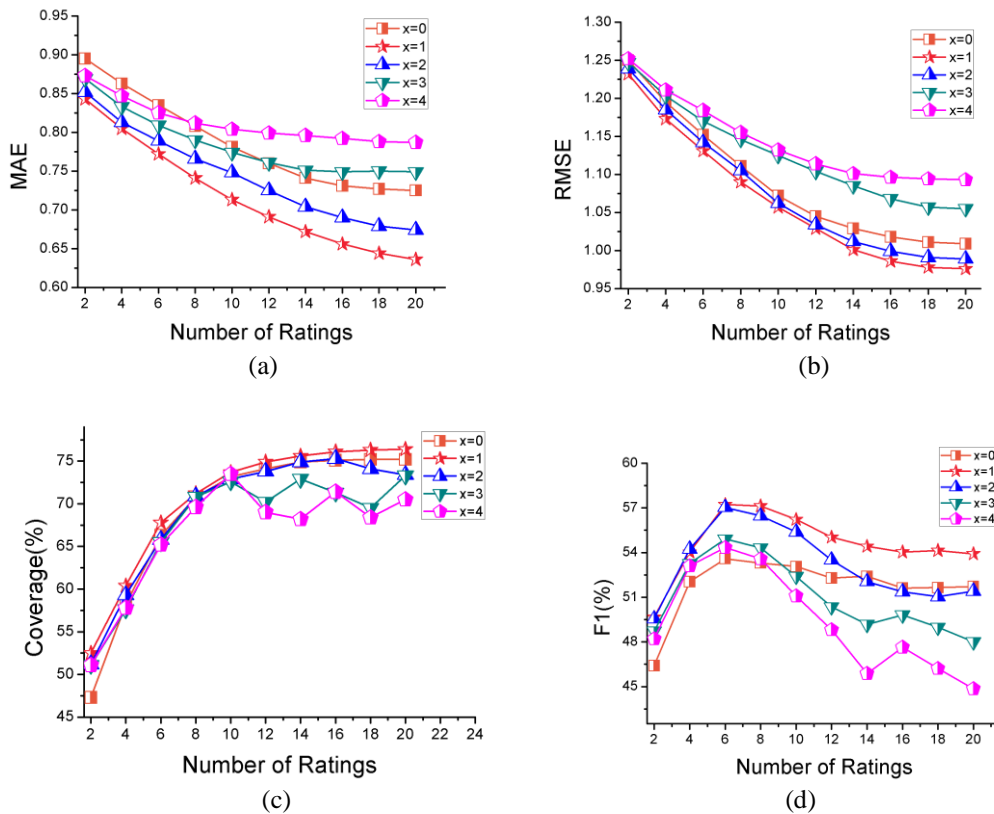 MAE
0.95
0.90
0.85
0.80
0.75
0.70
0.65
0.60
2 4 6 8 10 12 14 16 18 20
Number of Ratings
x=0
x=1
x=2
x=3
x=4
(a)
RMSE
1.30
1.25
1.20
1.15
1.10
1.05
1.00
0.95
2 4 6 8 10 12 14 16 18 20
Number of Ratings
x=0
x=1
x=2
x=3
x=4
(b)
Coverage(%)
75
70
65
60
55
50
45
2 4 6 8 10 12 14 16 18 20 22 24
Number of Ratings
x=0
x=1
x=2
x=3
x=4
(c)
F1(%)
60
57
54
51
48
45
2 4 6 8 10 12 14 16 18 20
Number of Ratings
x=0
x=1
x=2
x=3
x=4
(d)